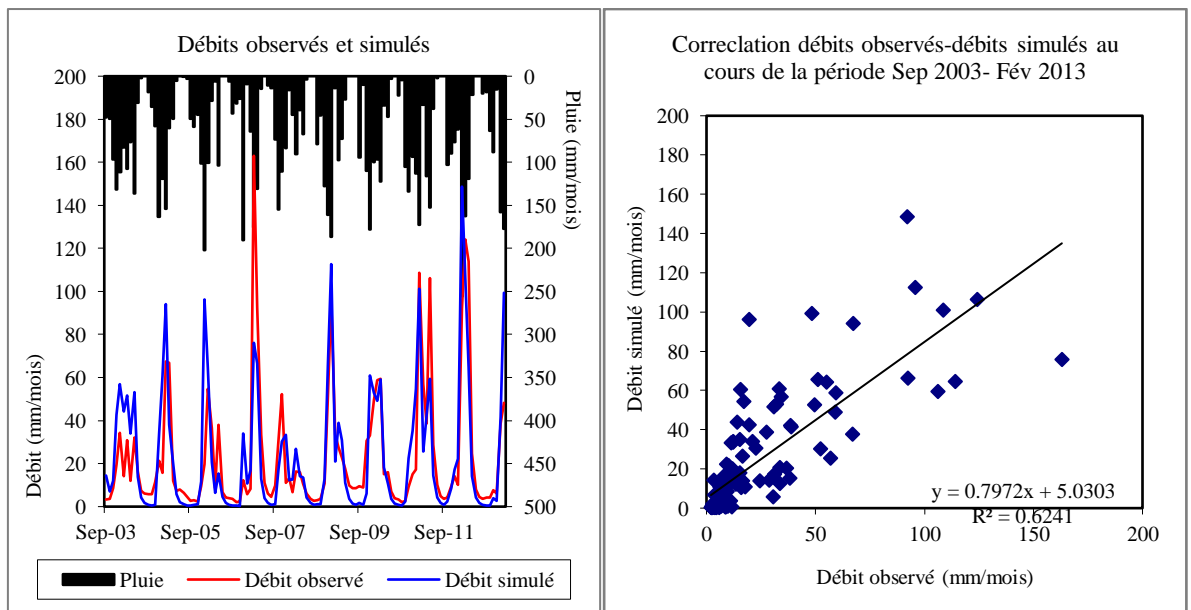 Débits observés et simulés
200
180
160
140
120
100
80
60
40
20
0
Débit (mm/mois)
0
50
100
150
200
250
300
350
400
450
500
Pluie (mm/mois)
Sep-03 Sep-05 Sep-07 Sep-09 Sep-11
Pluie Débit observé Débit simulé
Correclation débits observés-débits simulés au
cours de la période Sep 2003- Fév 2013
200
180
160
140
120
100
80
60
40
20
0
Débit simulé (mm/mois)
y = 0.7972x + 5.0303
R² = 0.6241
0 50 100 150 200
Débit observé (mm/mois)